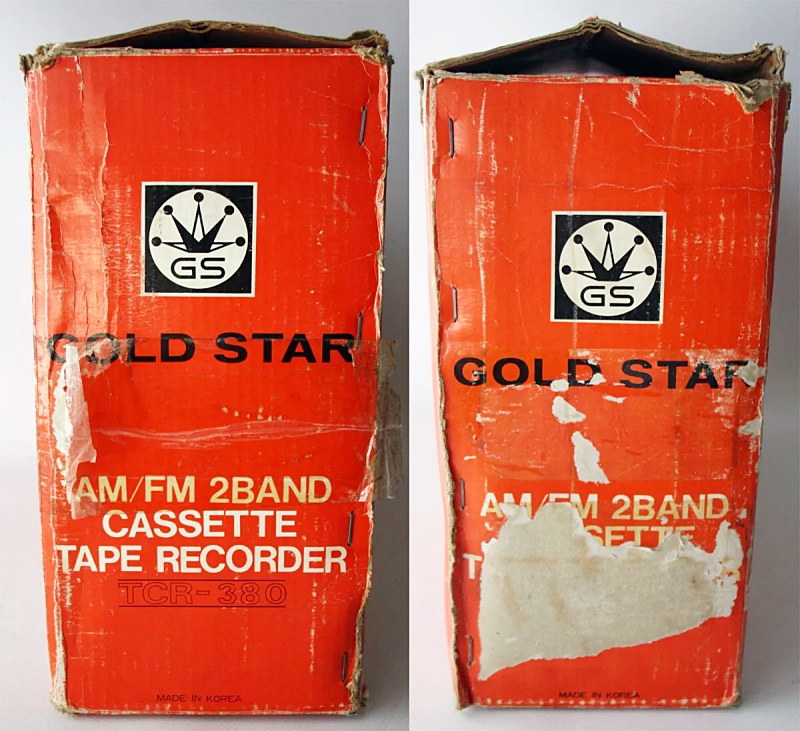 GS
GOLD STAR
AM/FM 2BAND
CASSETTE
TAPE RECORDER
TCR-380
MADE IN KOREA
GS
GOLD STAR
AM/FM 2BAND
SETTE
T
MADE IN KOREA